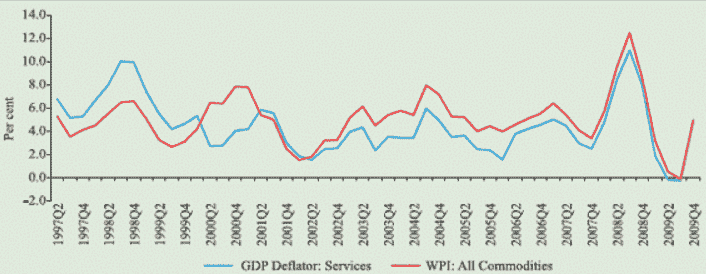 14.0
12.0
10.0
8.0
6.0
4.0
2.0
0.0
-2.0
Per cent
1997Q2
1997Q4
1998Q2
1998Q4
1999Q2
1999Q4
2000Q2
2000Q4
2001Q2
2001Q4
2002Q2
2002Q4
2003Q2
2003Q4
2004Q2
2004Q4
2005Q2
2005Q4
2006Q2
2006Q4
2007Q2
2007Q4
2008Q2
2008Q4
2009Q2
2009Q4
GDP Deflator: Services WPI: All Commodities